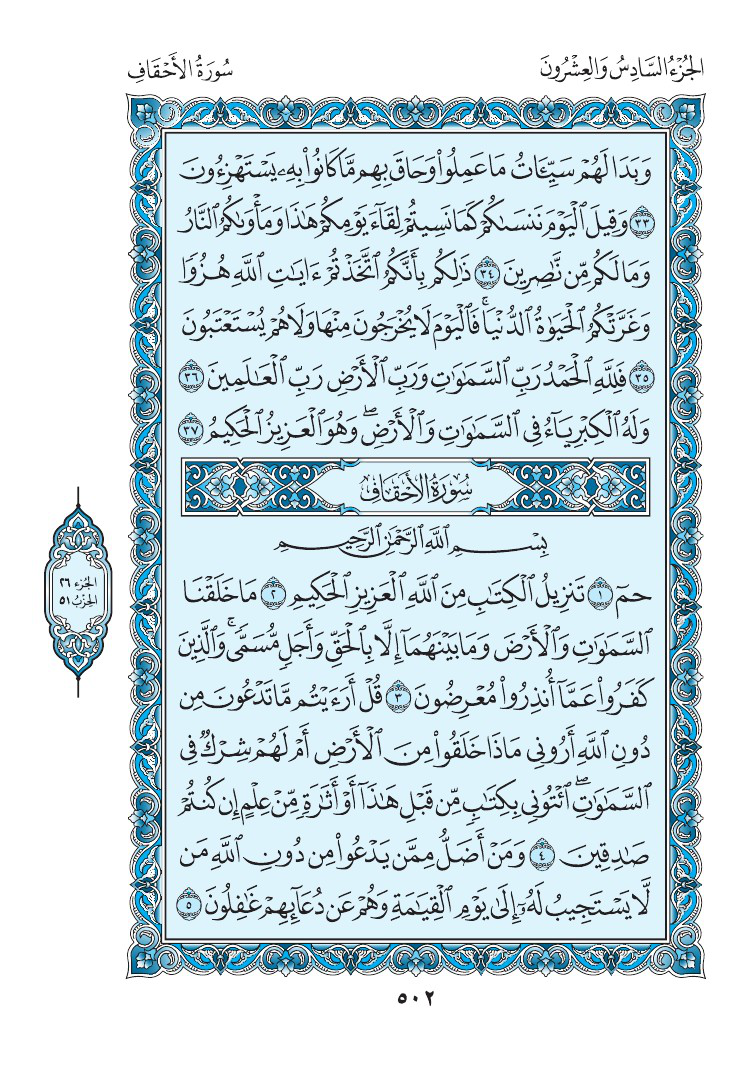 الجُزْءُ السَّادِسُ وَالعِشْرُونَ
سُورَةُ الأَحْقَافِ
وَبَدَا لَهُمْ سَيِّـَٔاتُ مَا عَمِلُوا۟ وَحَاقَ بِهِم مَّا كَانُوا۟ بِهِۦ يَسْتَهْزِءُونَ
٣٣ وَقِيلَ ٱلْيَوْمَ نَنسَىٰكُمْ كَمَا نَسِيتُمْ لِقَآءَ يَوْمِكُمْ هَٰذَا وَمَأْوَىٰكُمُ ٱلنَّارُ
وَمَا لَكُم مِّن نَّٰصِرِينَ ٣٤ ذَٰلِكُم بِأَنَّكُمُ ٱتَّخَذْتُمْ ءَايَٰتِ ٱللَّهِ هُزُوًا
وَغَرَّتْكُمُ ٱلْحَيَوٰةُ ٱلدُّنْيَا ۚ فَٱلْيَوْمَ لَا يُخْرَجُونَ مِنْهَا وَلَا هُمْ يُسْتَعْتَبُونَ
٣٥ فَلِلَّهِ ٱلْحَمْدُ رَبِّ ٱلسَّمَٰوَٰتِ وَرَبِّ ٱلْأَرْضِ رَبِّ ٱلْعَٰلَمِينَ ٣٦
وَلَهُ ٱلْكِبْرِيَآءُ فِى ٱلسَّمَٰوَٰتِ وَٱلْأَرْضِ ۖ وَهُوَ ٱلْعَزِيزُ ٱلْحَكِيمُ ٣٧
سُورَةُ الأَحْقَافِ
بِسْمِ ٱللَّهِ ٱلرَّحْمَٰنِ ٱلرَّحِيمِ
حمٓ ١ تَنزِيلُ ٱلْكِتَٰبِ مِنَ ٱللَّهِ ٱلْعَزِيزِ ٱلْحَكِيمِ ٢ مَا خَلَقْنَا
ٱلسَّمَٰوَٰتِ وَٱلْأَرْضَ وَمَا بَيْنَهُمَآ إِلَّا بِٱلْحَقِّ وَأَجَلٍ مُّسَمًّى ۚ وَٱلَّذِينَ
كَفَرُوا۟ عَمَّآ أُنذِرُوا۟ مُعْرِضُونَ ٣ قُلْ أَرَءَيْتُم مَّا تَدْعُونَ مِن
دُونِ ٱللَّهِ أَرُونِى مَاذَا خَلَقُوا۟ مِنَ ٱلْأَرْضِ أَمْ لَهُمْ شِرْكٌ فِى
ٱلسَّمَٰوَٰتِ ۖ ٱئْتُونِى بِكِتَٰبٍ مِّن قَبْلِ هَٰذَآ أَوْ أَثَٰرَةٍ مِّنْ عِلْمٍ إِن كُنتُمْ
صَٰدِقِينَ ٤ وَمَنْ أَضَلُّ مِمَّن يَدْعُوا۟ مِن دُونِ ٱللَّهِ مَن
لَّا يَسْتَجِيبُ لَهُۥٓ إِلَىٰ يَوْمِ ٱلْقِيَٰمَةِ وَهُمْ عَن دُعَآئِهِمْ غَٰفِلُونَ ٥
الجزء ٢٦
الحزب ٥١
٥٠٢